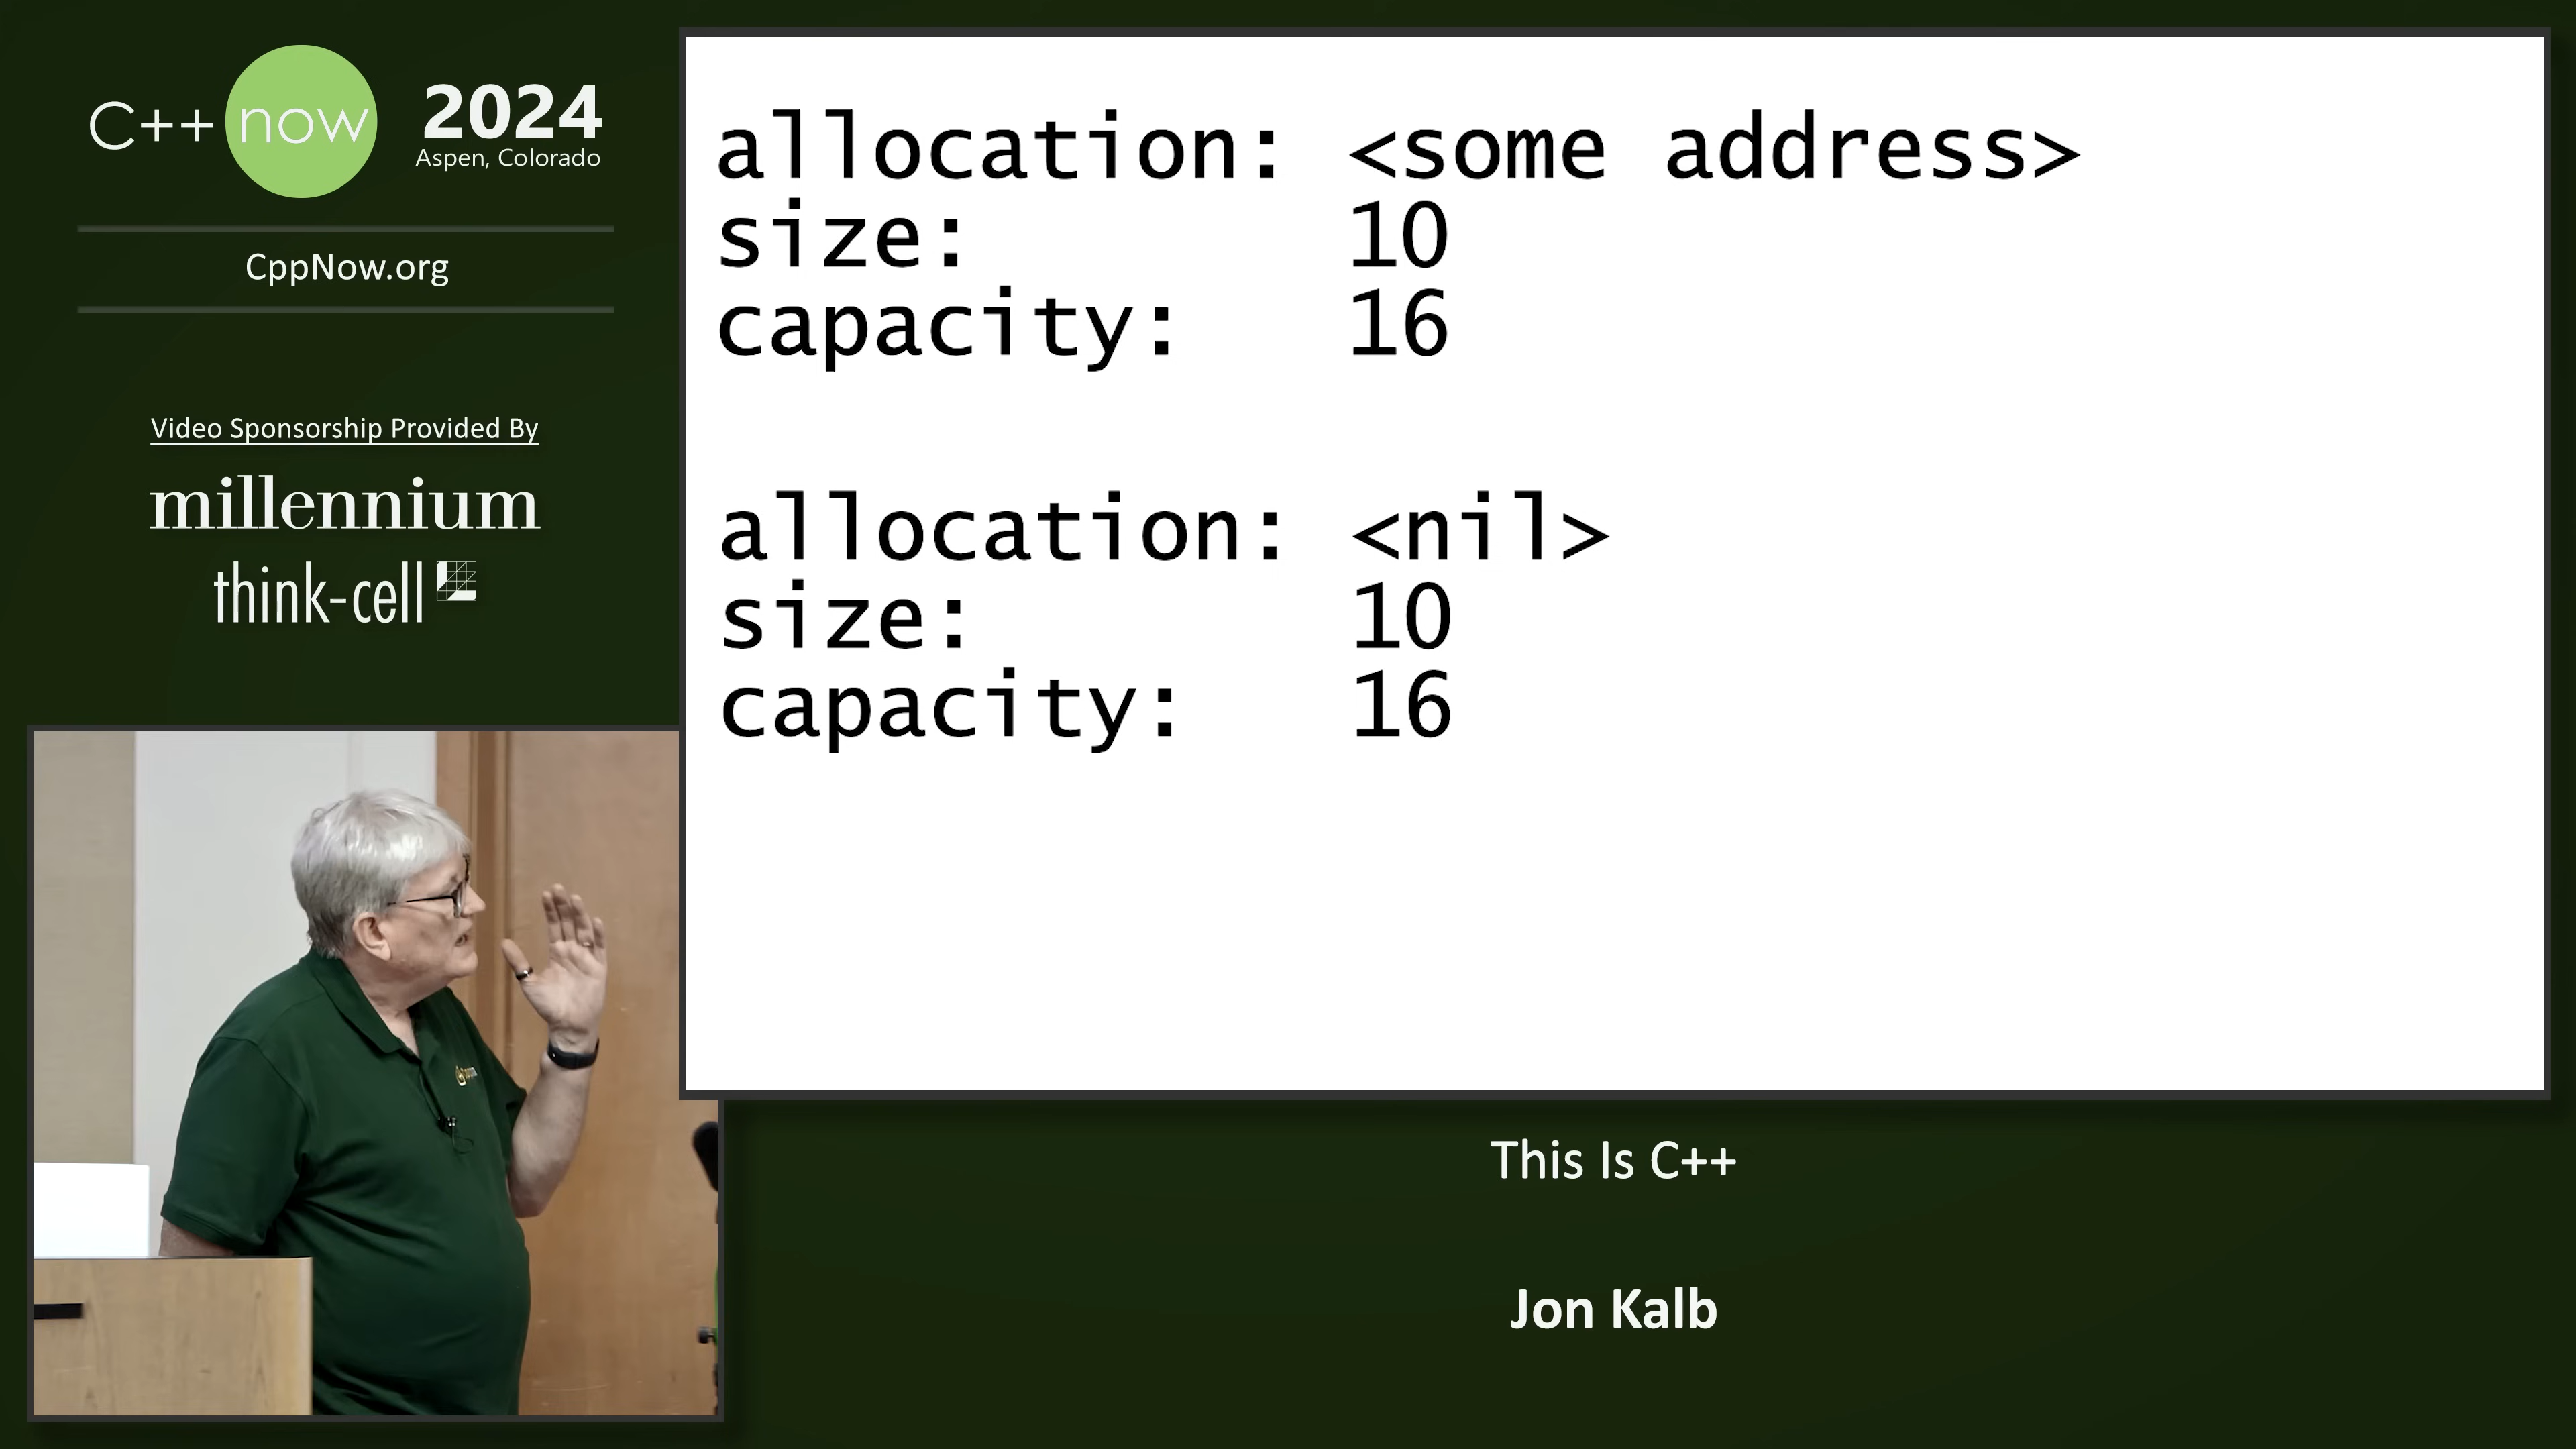 C++ now 2024
Aspen, Colorado
CppNow.org
Video Sponsorship Provided By
millennium
think-cell
allocation: <some address>
size: 10
capacity: 16
allocation: <nil>
size: 10
capacity: 16
This Is C++
Jon Kalb